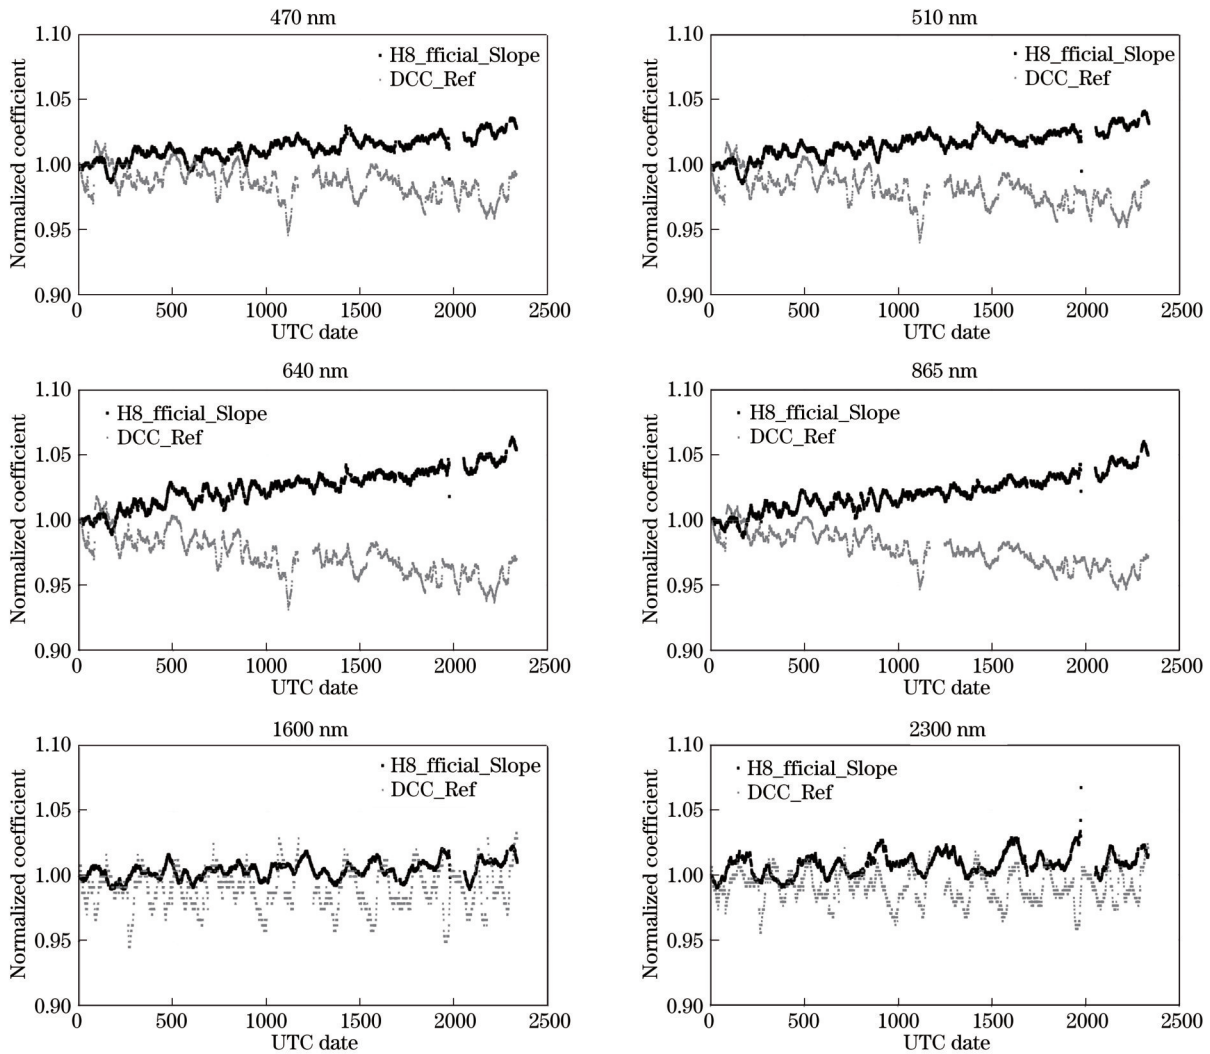 470 nm
1.10
H8_fficial_Slope
DCC_Ref
1.05
1.00
0.95
0.90
Normalized coefficient
0 500 1000 1500 2000 2500
UTC date
510 nm
1.10
H8_fficial_Slope
DCC_Ref
1.05
1.00
0.95
0.90
Normalized coefficient
0 500 1000 1500 2000 2500
UTC date
640 nm
1.10
H8_fficial_Slope
DCC_Ref
1.05
1.00
0.95
0.90
Normalized coefficient
0 500 1000 1500 2000 2500
UTC date
865 nm
1.10
H8_fficial_Slope
DCC_Ref
1.05
1.00
0.95
0.90
Normalized coefficient
0 500 1000 1500 2000 2500
UTC date
1600 nm
1.10
H8_fficial_Slope
DCC_Ref
1.05
1.00
0.95
0.90
Normalized coefficient
0 500 1000 1500 2000 2500
UTC date
2300 nm
1.10
H8_fficial_Slope
DCC_Ref
1.05
1.00
0.95
0.90
Normalized coefficient
0 500 1000 1500 2000 2500
UTC date